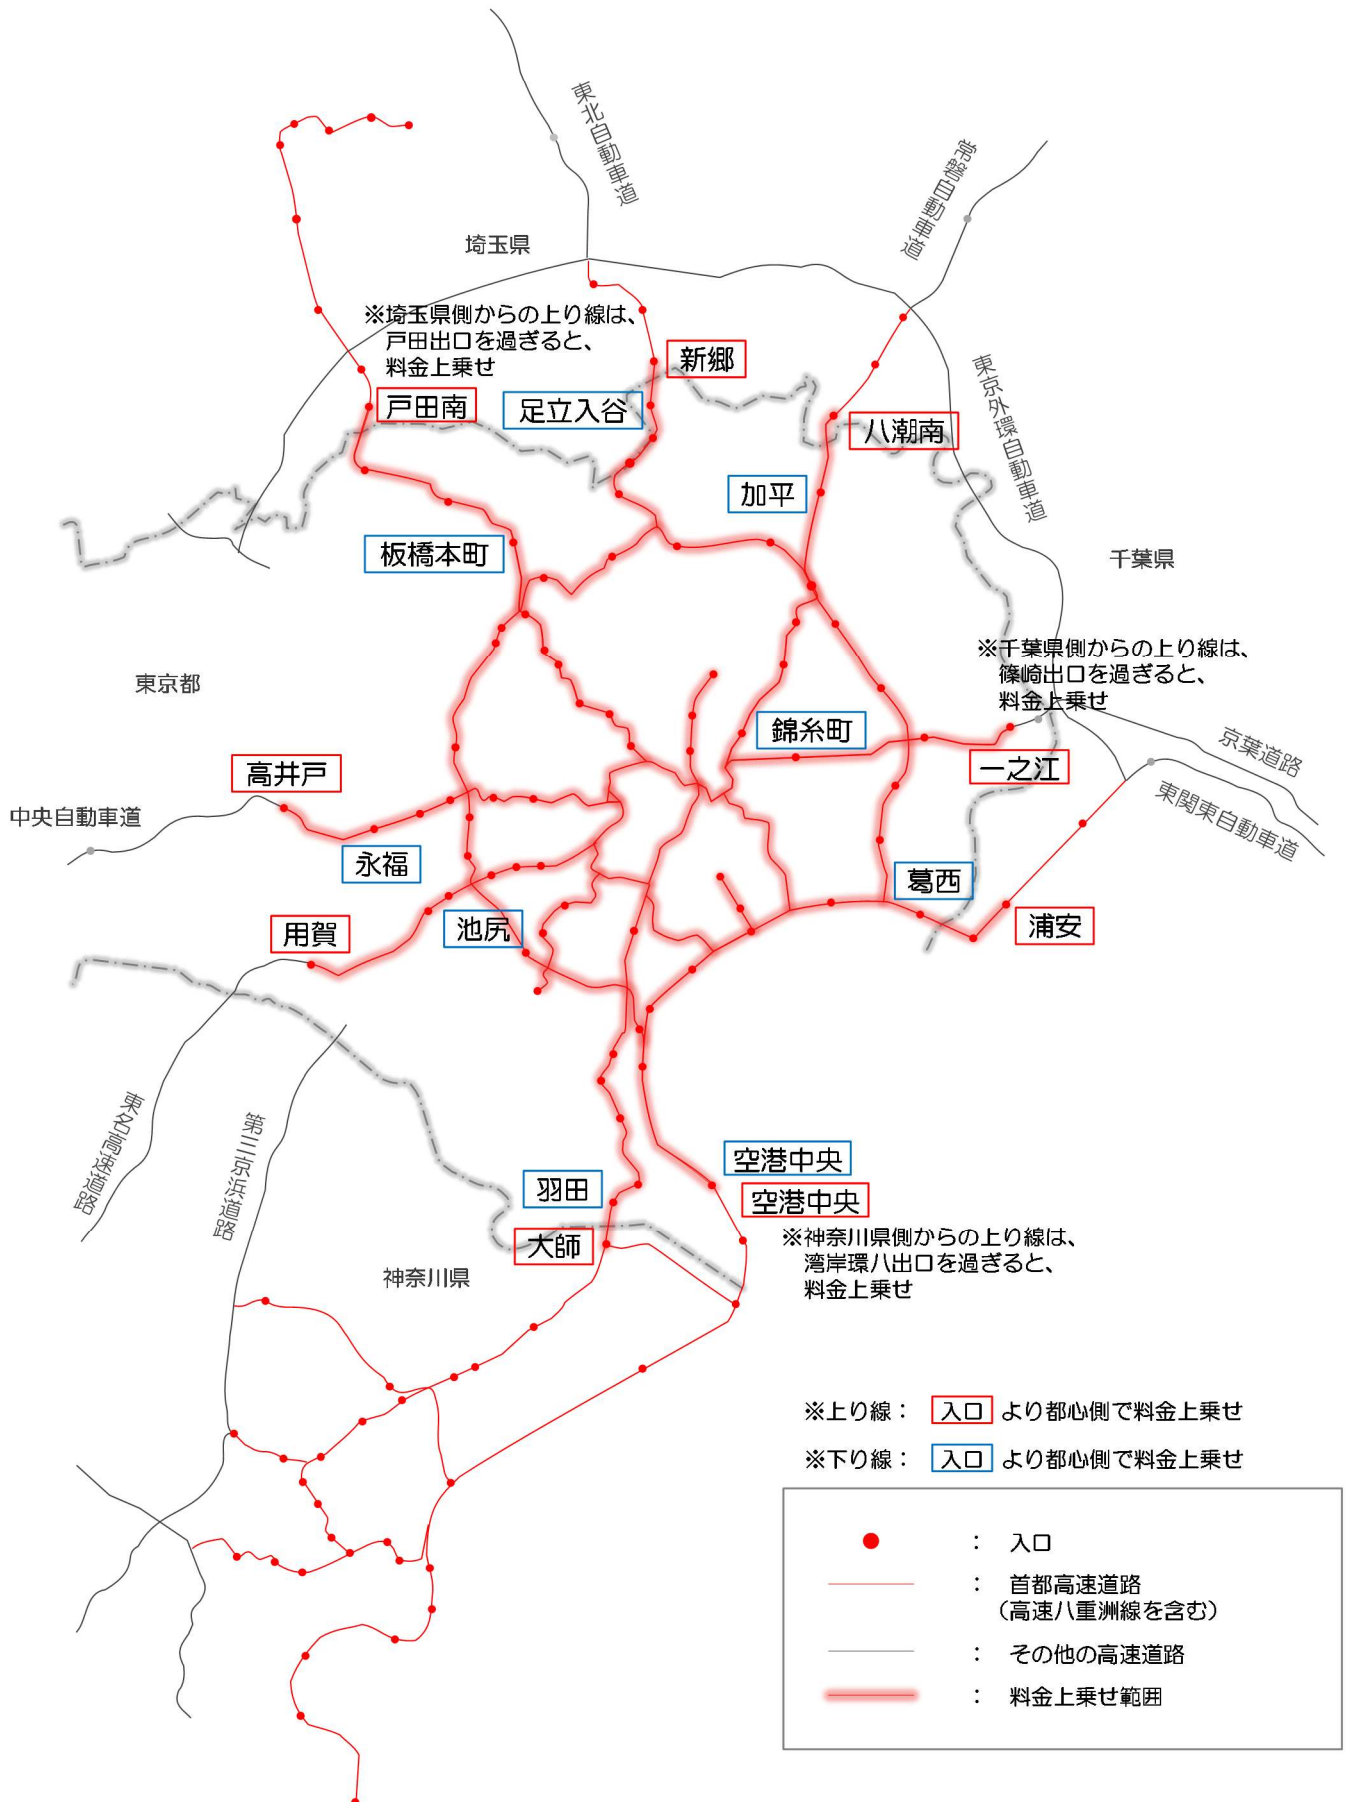 東北自動車道
常磐自動車道
埼玉県
※埼玉県側からの上り線は、
戸田出口を過ぎると、
料金上乗せ
新郷
戸田南
足立入谷
八潮南
東京外環自動車道
加平
板橋本町
千葉県
※千葉県側からの上り線は、
篠崎出口を過ぎると、
料金上乗せ
東京都
錦糸町
一之江
京葉道路
高井戸
東関東自動車道
中央自動車道
永福
葛西
用賀
池尻
浦安
東名高速道路
第三京浜道路
空港中央
羽田
空港中央
大師
※神奈川県側からの上り線は、
湾岸環八出口を過ぎると、
料金上乗せ
神奈川県
※上り線： 入口 より都心側で料金上乗せ
※下り線： 入口 より都心側で料金上乗せ
： 入口
： 首都高速道路
（高速八重洲線を含む）
： その他の高速道路
： 料金上乗せ範囲